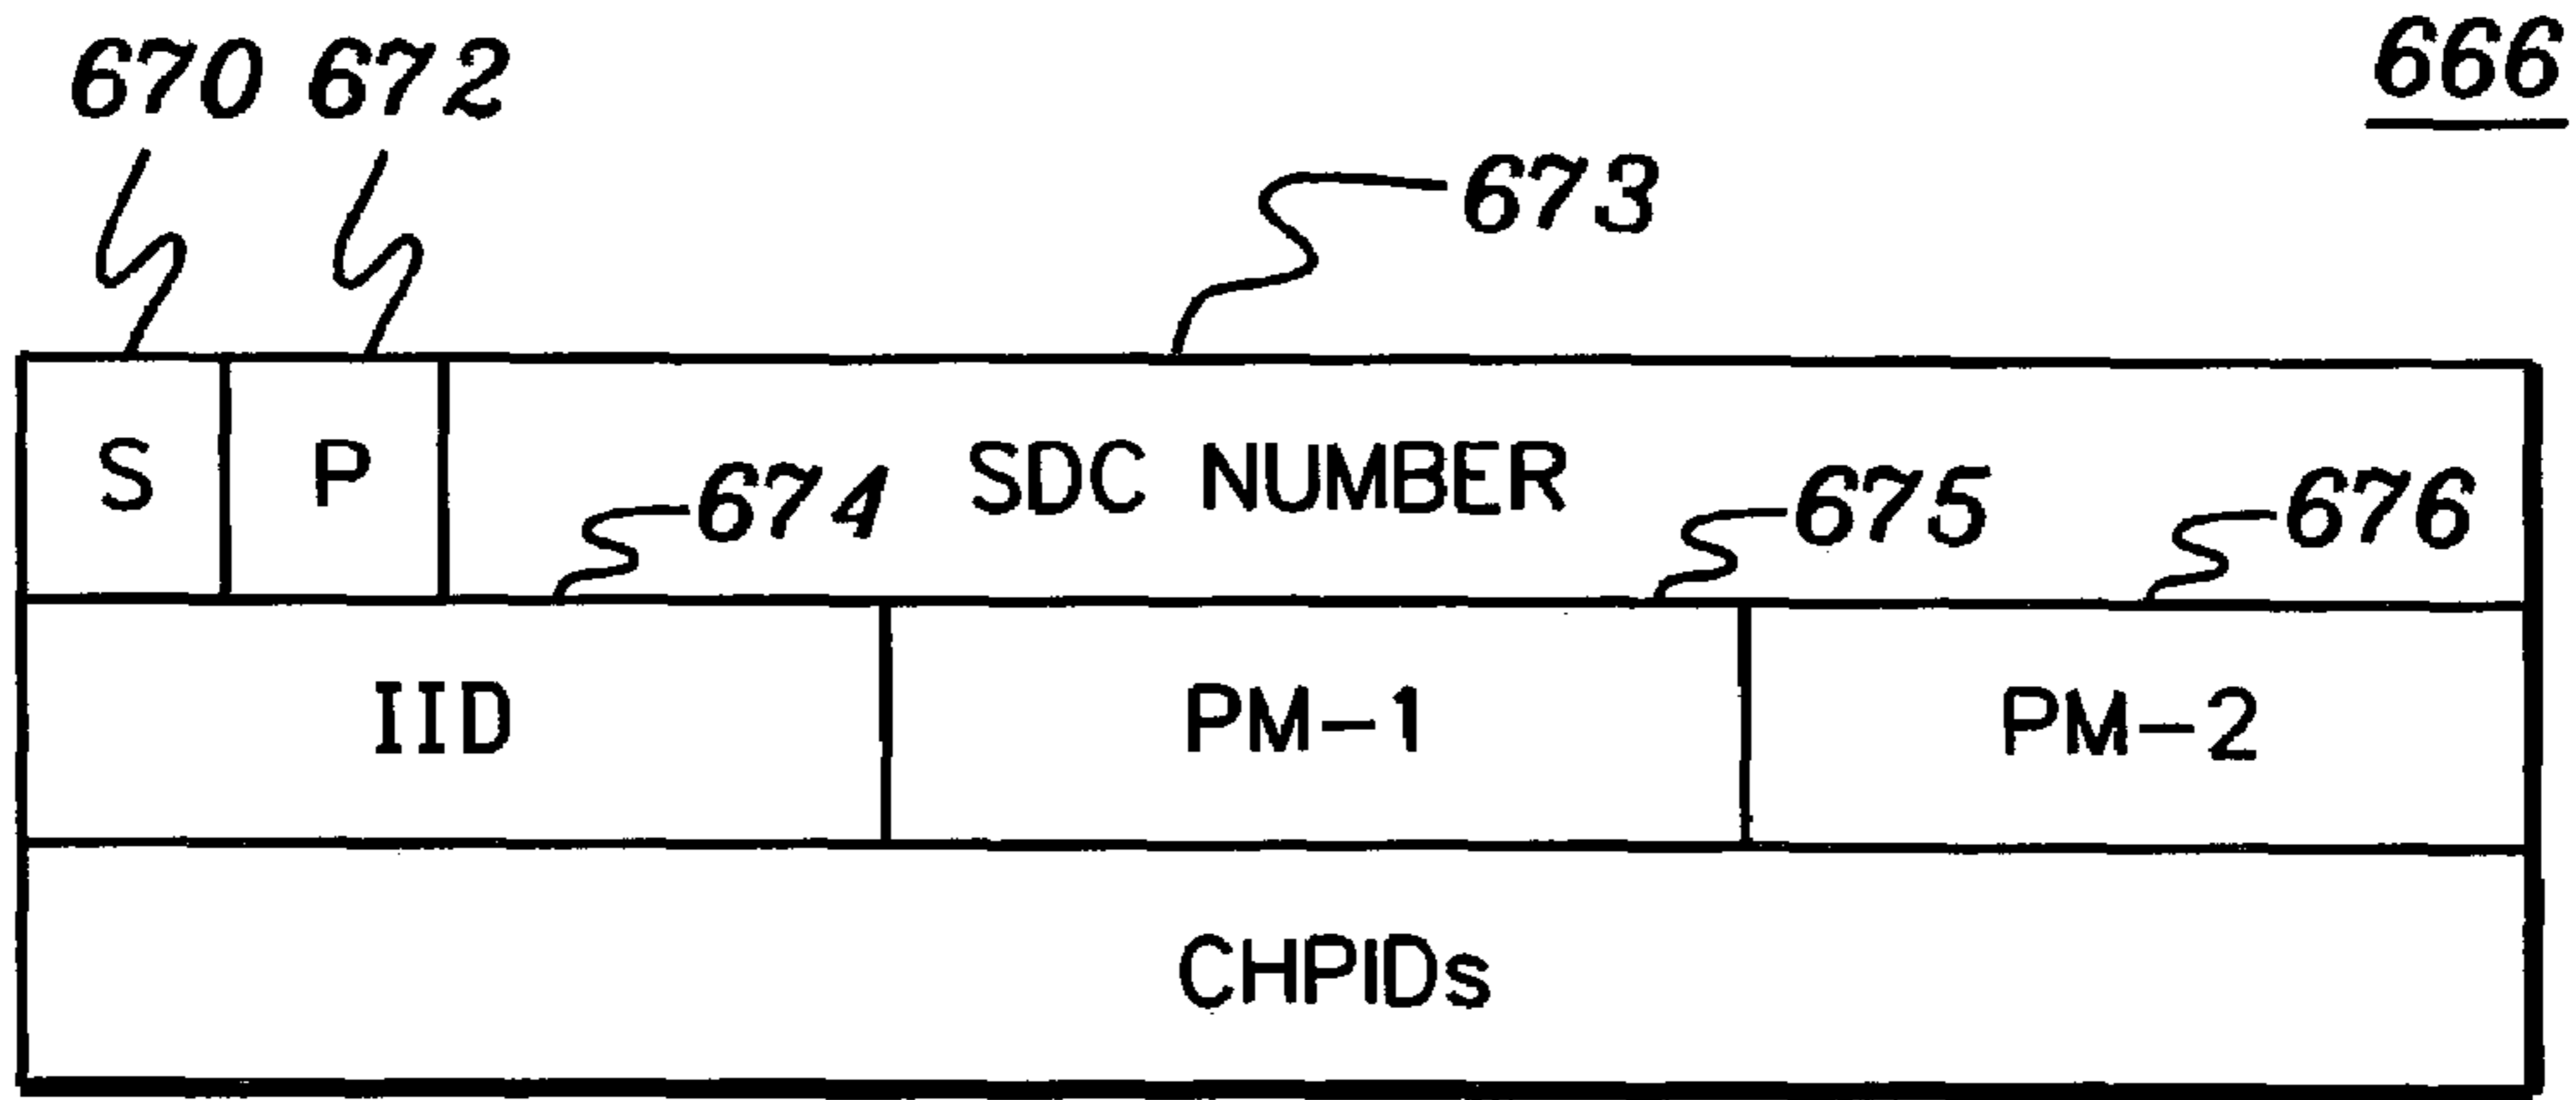 670 672 666
673
S P SDC NUMBER
674 675 676
IID PM-1 PM-2
CHPIDs